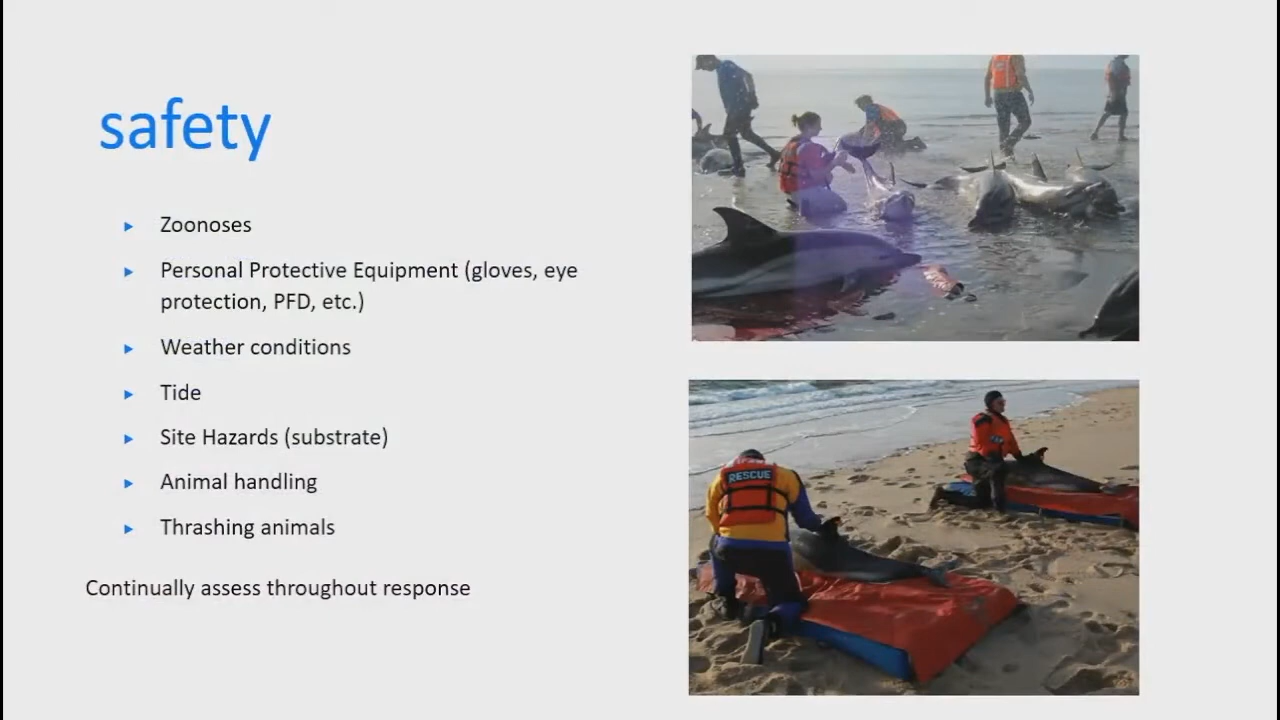 safety
Zoonoses
Personal Protective Equipment (gloves, eye
protection, PFD, etc.)
Weather conditions
Tide
Site Hazards (substrate)
Animal handling
Thrashing animals
Continually assess throughout response
RESCUE